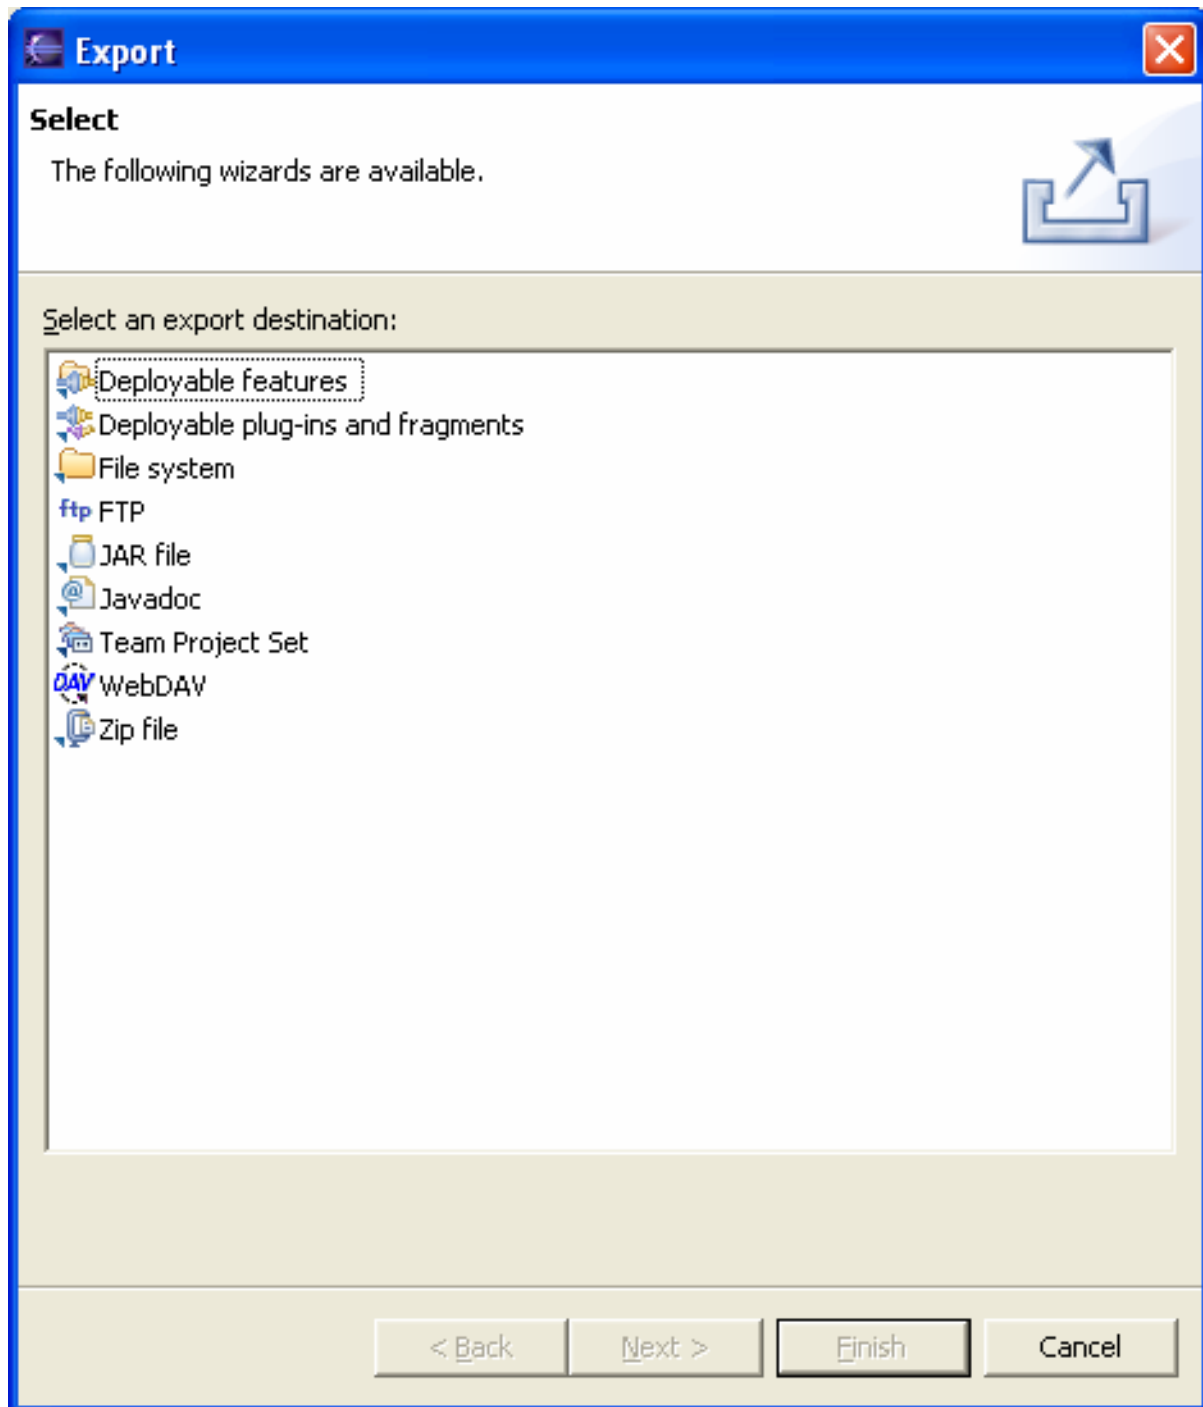 Export
Select
The following wizards are available.
Select an export destination:
Deployable features
Deployable plug-ins and fragments
File system
ftp FTP
JAR file
@ Javadoc
Team Project Set
DAV WebDAV
Zip file
< Back Next > Finish Cancel